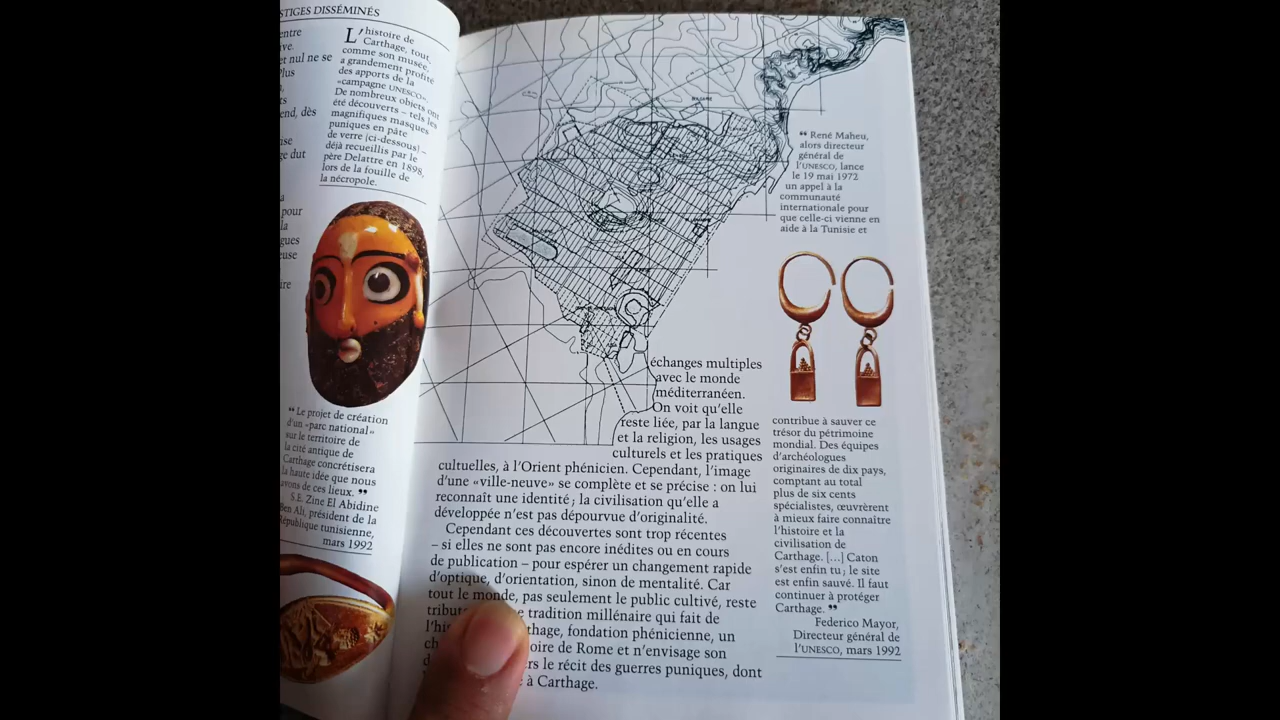 STIGES DISSÉMINÉS
entre
ive.
et nul ne se
Plus
ts
end, dès
ise
ge dut
a
pour
la
gues
euse
ire
L'histoire de
Carthage, tout
comme son musée,
a grandement profité
des apports de la
«campagne UNESCO».
De nombreux objets ont
été découverts – tels les
magnifiques masques
puniques en pâte
de verre (ci-dessous) –
déjà recueillis par le
père Delattre en 1898,
lors de la fouille de
la nécropole.
“ Le projet de création
d'un «parc national»
sur le territoire de
la cité antique de
Carthage concrétisera
la haute idée que nous
avons de ces lieux. ”
S.E. Zine El Abidine
Ben Ali, président de la
République tunisienne,
mars 1992
échanges multiples
avec le monde
méditerranéen.
On voit qu'elle
reste liée, par la langue
et la religion, les usages
culturels et les pratiques
cultuelles, à l'Orient phénicien. Cependant, l'image
d'une «ville-neuve» se complète et se précise : on lui
reconnaît une identité ; la civilisation qu'elle a
développée n'est pas dépourvue d'originalité.
Cependant ces découvertes sont trop récentes
– si elles ne sont pas encore inédites ou en cours
de publication – pour espérer un changement rapide
d'optique, d'orientation, sinon de mentalité. Car
tout le monde, pas seulement le public cultivé, reste
tribut e tradition millénaire qui fait de
l'his thage, fondation phénicienne, un
ch oire de Rome et n'envisage son
d rs le récit des guerres puniques, dont
à Carthage.
“ René Maheu,
alors directeur
général de
l'UNESCO, lance
le 19 mai 1972
un appel à la
communauté
internationale pour
que celle-ci vienne en
aide à la Tunisie et
contribue à sauver ce
trésor du pétrimoine
mondial. Des équipes
d'archéologues
originaires de dix pays,
comptant au total
plus de six cents
spécialistes, œuvrèrent
à mieux faire connaître
l'histoire et la
civilisation de
Carthage. [...] Caton
s'est enfin tu ; le site
est enfin sauvé. Il faut
continuer à protéger
Carthage. ”
Federico Mayor,
Directeur général de
l'UNESCO, mars 1992